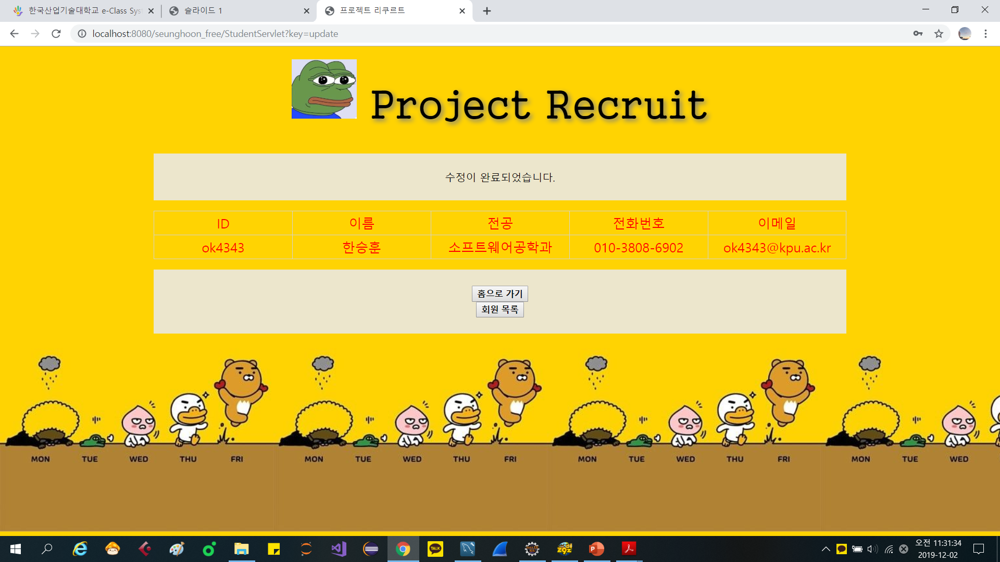 한국산업기술대학교 e-Class Sys
슬라이드 1
프로젝트 리쿠르트
localhost:8080/seunghoon_free/StudentServlet?key=update
Project Recruit
수정이 완료되었습니다.
ID 이름 전공 전화번호 이메일
ok4343 한승훈 소프트웨어공학과 010-3808-6902 ok4343@kpu.ac.kr
홈으로 가기
회원 목록
MON TUE WED THU FRI MON TUE WED THU FRI MON TUE WED THU FRI MON TUE WED
TALK
오전 11:31:34
2019-12-02